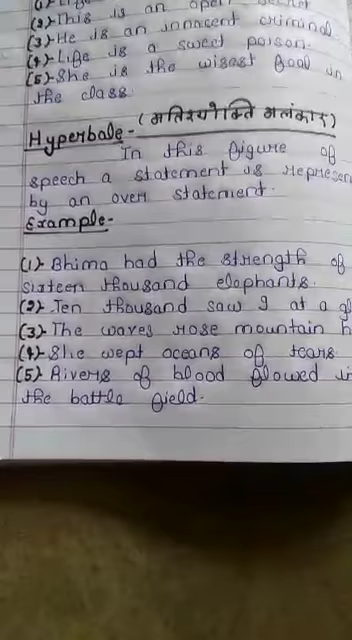 (2) This is an open secret
(3) He is an innocent criminal.
(4) Life is a sweet poison.
(5) She is the wisest fool in
the class
Hyperbole - (अतिश्योक्ति अलंकार)
In this figure of
speech a statement is represen
by an over statement.
Example-
(1) Bhima had the strength of
sixteen thousand elephants.
(2) Ten thousand saw I at a gl
(3) The waves rose mountain h
(4) She wept oceans of tears.
(5) Rivers of blood flowed in
the battle field.